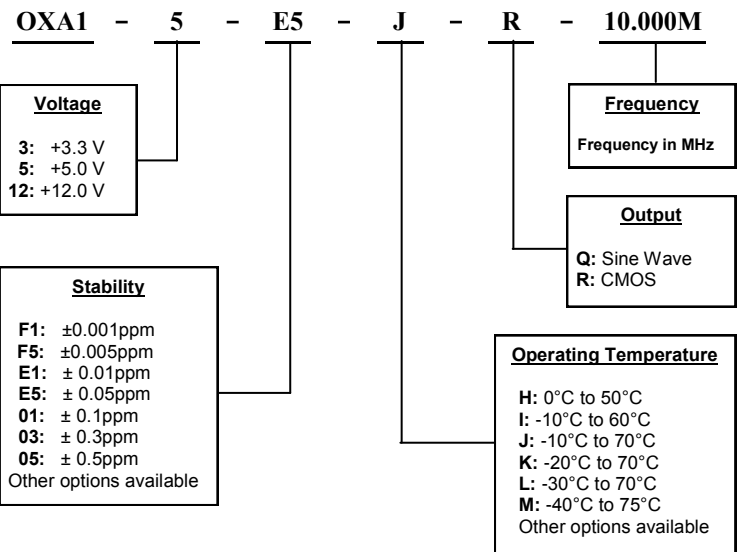 OXA1 – 5 – E5 – J – R – 10.000M
Voltage
3: +3.3 V
5: +5.0 V
12: +12.0 V
Frequency
Frequency in MHz
Output
Q: Sine Wave
R: CMOS
Stability
F1: ±0.001ppm
F5: ±0.005ppm
E1: ± 0.01ppm
E5: ± 0.05ppm
01: ± 0.1ppm
03: ± 0.3ppm
05: ± 0.5ppm
Other options available
Operating Temperature
H: 0°C to 50°C
I: -10°C to 60°C
J: -10°C to 70°C
K: -20°C to 70°C
L: -30°C to 70°C
M: -40°C to 75°C
Other options available